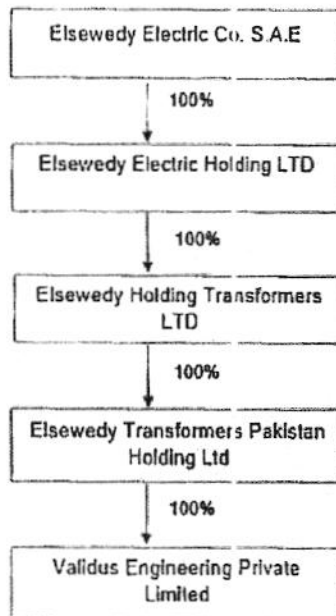 Elsewedy Electric Co. S.A.E
100%
Elsewedy Electric Holding LTD
100%
Elsewedy Holding Transformers
LTD
100%
Elsewedy Transformers Pakistan
Holding Ltd
100%
Validus Engineering Private
Limited